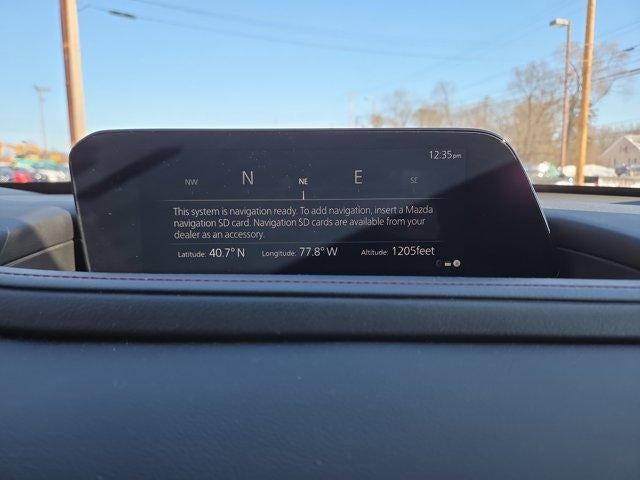 12:35pm
NW N NE E SE
This system is navigation ready. To add navigation, insert a Mazda
navigation SD card. Navigation SD cards are available from your
dealer as an accessory.
Latitude: 40.7° N Longitude: 77.8° W Altitude: 1205feet